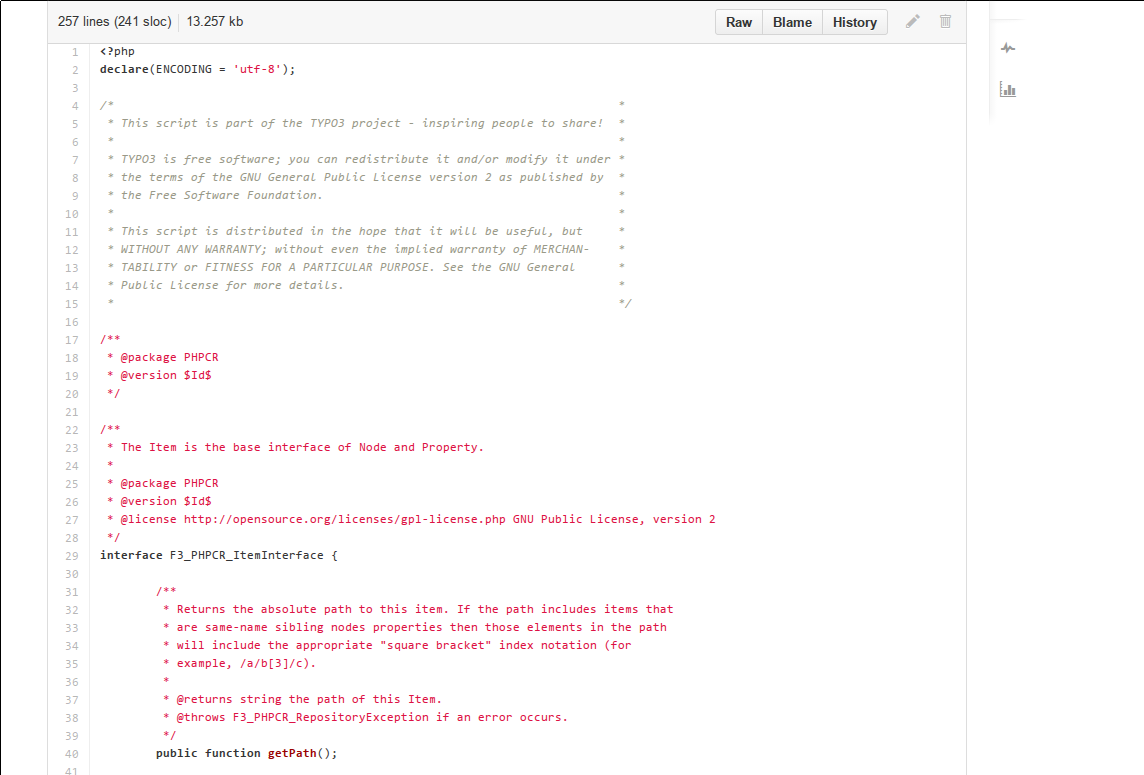 257 lines (241 sloc) 13.257 kb Raw Blame History
1 <?php
2 declare(ENCODING = 'utf-8');
3
4 /* *
5 * This script is part of the TYPO3 project - inspiring people to share! *
6 * *
7 * TYPO3 is free software; you can redistribute it and/or modify it under *
8 * the terms of the GNU General Public License version 2 as published by *
9 * the Free Software Foundation. *
10 * *
11 * This script is distributed in the hope that it will be useful, but *
12 * WITHOUT ANY WARRANTY; without even the implied warranty of MERCHAN- *
13 * TABILITY or FITNESS FOR A PARTICULAR PURPOSE. See the GNU General *
14 * Public License for more details. *
15 * */
16
17 /**
18 * @package PHPCR
19 * @version $Id$
20 */
21
22 /**
23 * The Item is the base interface of Node and Property.
24 *
25 * @package PHPCR
26 * @version $Id$
27 * @license http://opensource.org/licenses/gpl-license.php GNU Public License, version 2
28 */
29 interface F3_PHPCR_ItemInterface {
30
31 /**
32 * Returns the absolute path to this item. If the path includes items that
33 * are same-name sibling nodes properties then those elements in the path
34 * will include the appropriate "square bracket" index notation (for
35 * example, /a/b[3]/c).
36 *
37 * @returns string the path of this Item.
38 * @throws F3_PHPCR_RepositoryException if an error occurs.
39 */
40 public function getPath();
41